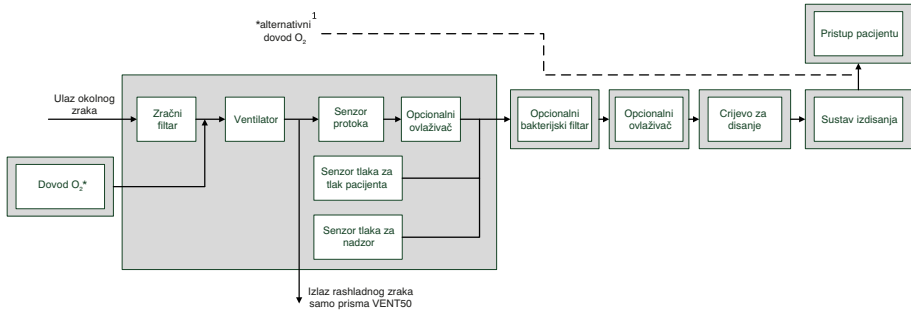 *alternativni¹
dovod O₂
Pristup pacijentu
Ulaz okolnog
zraka
Zračni
filtar
Ventilator
Senzor
protoka
Opcionalni
ovlaživač
Opcionalni
bakterijski filtar
Opcionalni
ovlaživač
Crijevo za
disanje
Sustav izdisanja
Dovod O₂*
Senzor tlaka za
tlak pacijenta
Senzor tlaka za
nadzor
Izlaz rashladnog zraka
samo prisma VENT50